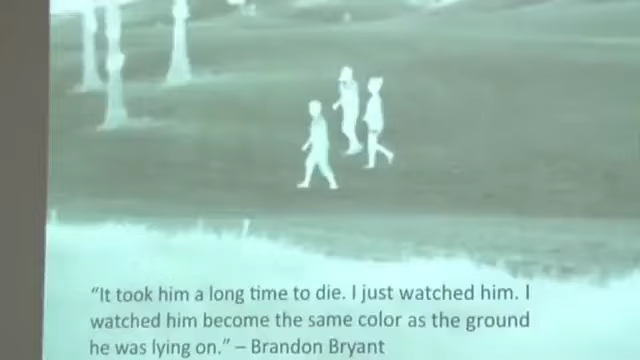 “It took him a long time to die. I just watched him. I
watched him become the same color as the ground
he was lying on.” – Brandon Bryant